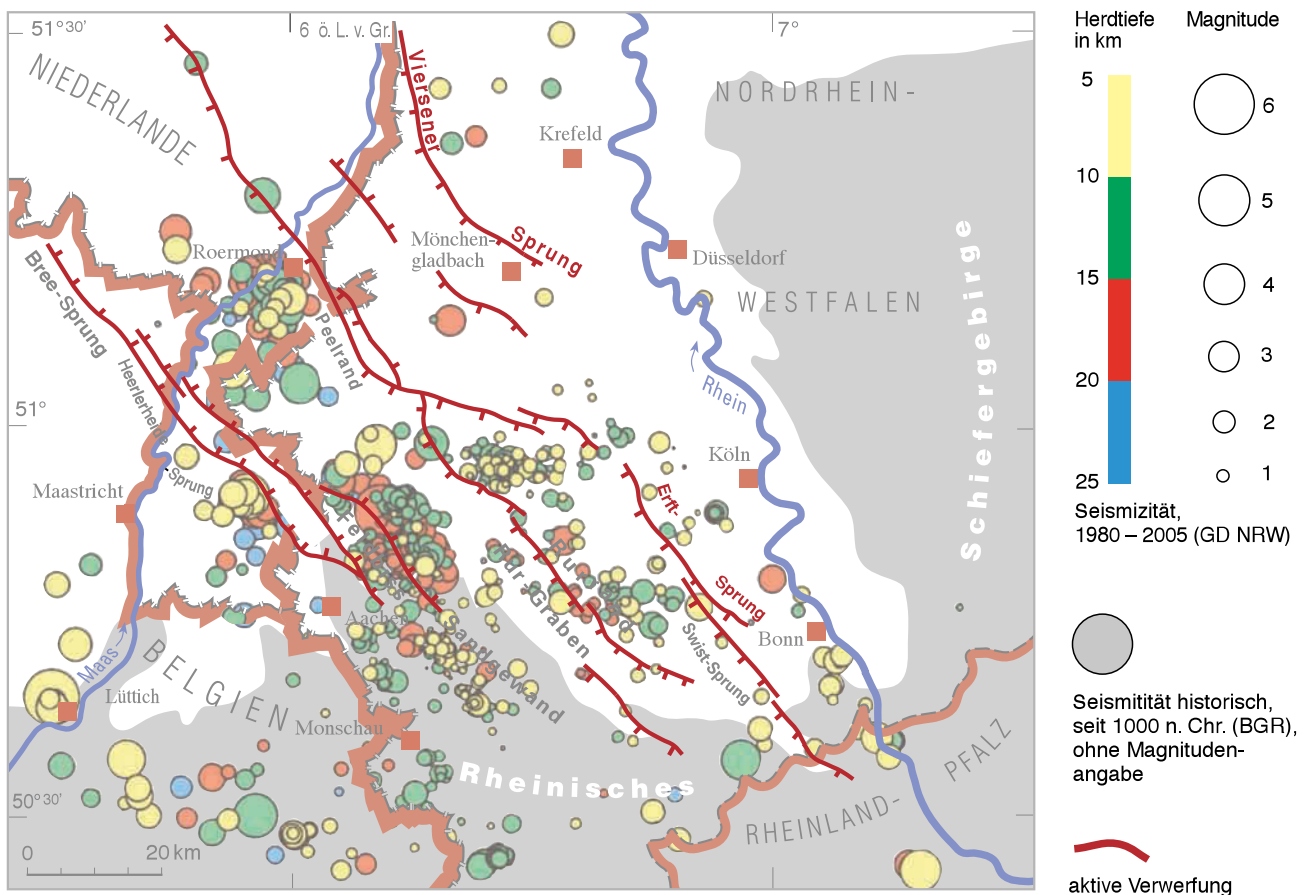 51°30'
6 ö. L. v. Gr.
7°
NIEDERLANDE
Viersener
Sprung
Krefeld
NORDRHEIN-
Roermond
Mönchen-
gladbach
Düsseldorf
WESTFALEN
Bree-Sprung
Peelrand
Rhein
Schiefergebirge
51°
Heerlerheide
-Sprung
Maastricht
Köln
Erft-
Sprung
Swist-Sprung
Aachen
Sandgewand
-Graben
Bonn
Maas
BELGIEN
Lüttich
Monschau
Rheinisches
PFALZ
RHEINLAND-
50°30'
0
20 km
Herdtiefe
in km
5
10
15
20
25
Magnitude
6
5
4
3
2
1
Seismizität,
1980 – 2005 (GD NRW)
Seismitität historisch,
seit 1000 n. Chr. (BGR),
ohne Magnituden-
angabe
aktive Verwerfung